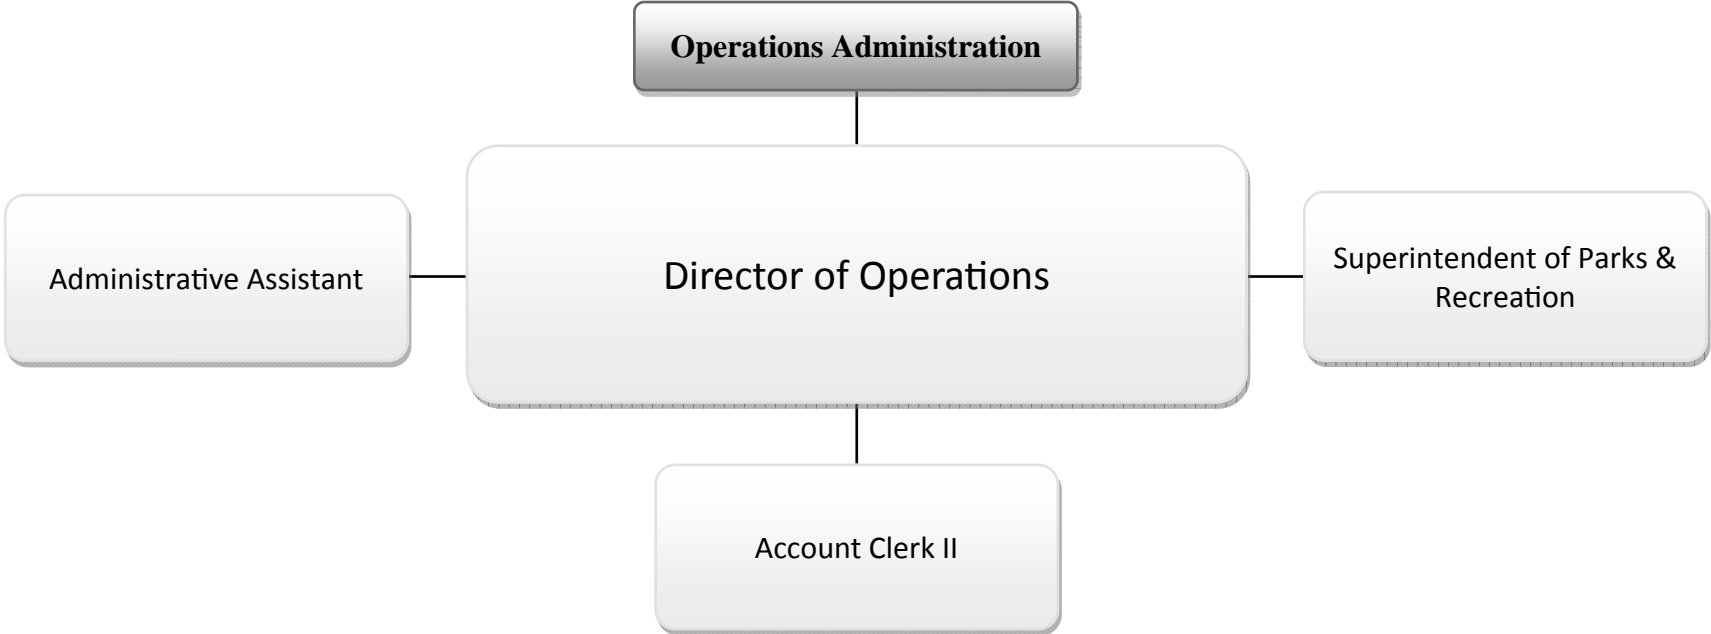 Operations Administration
Administrative Assistant
Director of Operations
Superintendent of Parks &
Recreation
Account Clerk II